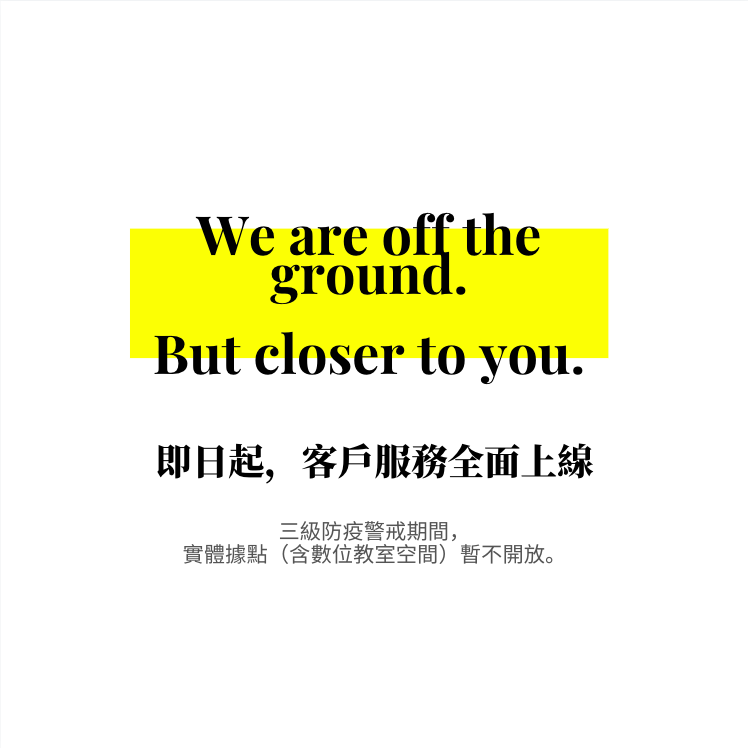 We are off the
ground.
But closer to you.
即日起，客戶服務全面上線
三級防疫警戒期間，
實體據點（含數位教室空間）暫不開放。